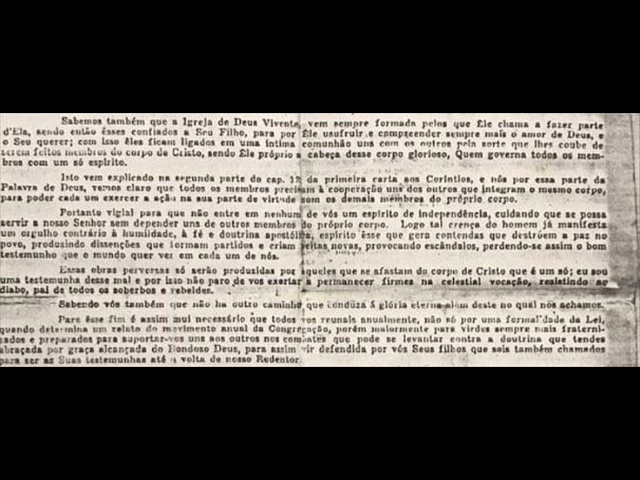 Sabemos também que a Igreja de Deus Vivente, vem sempre formada pelos que Êle chama a fazer parte
d'Ela, sendo então êsses confiados a Seu Filho, para por Êle usufruir e compreender sempre mais o amor de Deus, e
o Seu querer; com isso êles ficam ligados em uma íntima comunhão uns com os outros pela sorte que lhes coube de
serem feitos membros do corpo de Cristo, sendo Ele próprio a cabeça desse corpo glorioso, Quem governa todos os mem-
bros com um só espírito.
Isto vem explicado na segunda parte do cap. 12 da primeira carta aos Coríntios, e nós por essa parte da
Palavra de Deus, vemos claro que todos os membros precisam à cooperação uns dos outros que integram o mesmo corpo,
para poder cada um exercer a ação na sua parte de virtude com os demais membros do próprio corpo.
Portanto vigiai para que não entre em nenhum de vós um espírito de independência, cuidando que se possa
servir a nosso Senhor sem depender uns de outros membros do próprio corpo. Logo tal crença do homem já manifesta
um orgulho contrário à humildade, à fé e doutrina apostólica, espírito êsse que gera contendas que destróem a paz no
povo, produzindo dissenções que formam partidos e criam seitas novas, provocando escândalos, perdendo-se assim o bom
testemunho que o mundo quer ver em cada um de nós.
Essas obras perversas só serão produzidas por aqueles que se afastam do corpo de Cristo que é um só; eu sou
uma testemunha desse mal e por isso não paro de vos exortar a permanecer firmes na celestial vocação, resistindo ao
diabo, pai de todos os soberbos e rebeldes.
Sabendo vós também que não há outro caminho que conduza à glória eterna além deste no qual nós achamos.
Para êsse fim é assim mui necessário que todos vos reunais anualmente, não só por uma formalidade da Lei,
quando determina um relato do movimento anual da Congregação, porém maiormente para virdes sempre mais fraterni-
zados e preparados para suportar-vos uns aos outros nos combates que pode se levantar contra a doutrina que tendes
abraçada por graça alcançada do Bondoso Deus, para assim vir defendida por vós Seus filhos que sois também chamados
para ser as Suas testemunhas até a volta de nosso Redentor.